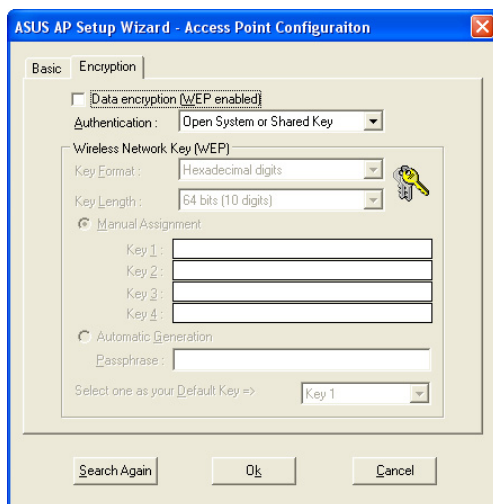 ASUS AP Setup Wizard - Access Point Configuraiton
Basic
Encryption
Data encryption (WEP enabled)
Authentication :
Open System or Shared Key
Wireless Network Key (WEP)
Key Format :
Hexadecimal digits
Key Length :
64 bits (10 digits)
Manual Assignment
Key 1 :
Key 2 :
Key 3 :
Key 4 :
Automatic Generation
Passphrase :
Select one as your Default Key =>
Key 1
Search Again
Ok
Cancel